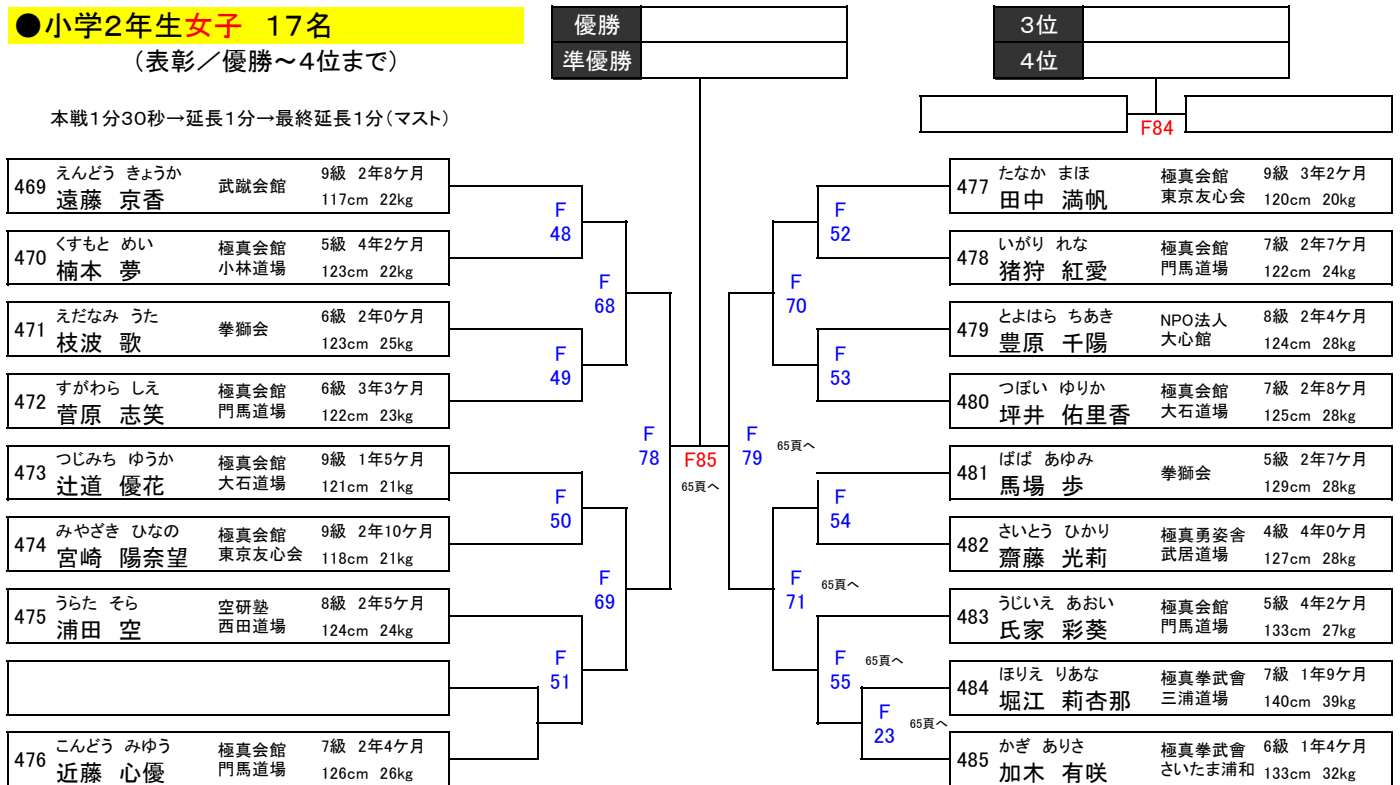 ●小学2年生女子 17名
(表彰/優勝~4位まで)
本戦1分30秒→延長1分→最終延長1分(マスト)
優勝
準優勝
3位
4位
F84
469 えんどう きょうか 遠藤 京香 武蹴会館 9級 2年8ケ月 117cm 22kg
470 くすもと めい 楠本 夢 極真会館 小林道場 5級 4年2ケ月 123cm 22kg
471 えだなみ うた 枝波 歌 拳獅会 6級 2年0ケ月 123cm 25kg
472 すがわら しえ 菅原 志笑 極真会館 門馬道場 6級 3年3ケ月 122cm 23kg
473 つじみち ゆうか 辻道 優花 極真会館 大石道場 9級 1年5ケ月 121cm 21kg
474 みやざき ひなの 宮崎 陽奈望 極真会館 東京友心会 9級 2年10ケ月 118cm 21kg
475 うらた そら 浦田 空 空研塾 西田道場 8級 2年5ケ月 124cm 24kg
476 こんどう みゆう 近藤 心優 極真会館 門馬道場 7級 2年4ケ月 126cm 26kg
F 48
F 49
F 50
F 51
F 68
F 69
F 78
F85
65頁へ
F 79 65頁へ
F 70
F 71 65頁へ
F 52
F 53
F 54
F 55 65頁へ
F 23 65頁へ
477 たなか まほ 田中 満帆 極真会館 東京友心会 9級 3年2ケ月 120cm 20kg
478 いがり れな 猪狩 紅愛 極真会館 門馬道場 7級 2年7ケ月 122cm 24kg
479 とよはら ちあき 豊原 千陽 NPO法人 大心館 8級 2年4ケ月 124cm 28kg
480 つぼい ゆりか 坪井 佑里香 極真会館 大石道場 7級 2年8ケ月 125cm 28kg
481 ばば あゆみ 馬場 歩 拳獅会 5級 2年7ケ月 129cm 28kg
482 さいとう ひかり 齋藤 光莉 極真勇姿舎 武居道場 4級 4年0ケ月 127cm 28kg
483 うじいえ あおい 氏家 彩葵 極真会館 門馬道場 5級 4年2ケ月 133cm 27kg
484 ほりえ りあな 堀江 莉杏那 極真拳武會 三浦道場 7級 1年9ケ月 140cm 39kg
485 かぎ ありさ 加木 有咲 極真拳武會 さいたま浦和 6級 1年4ケ月 133cm 32kg